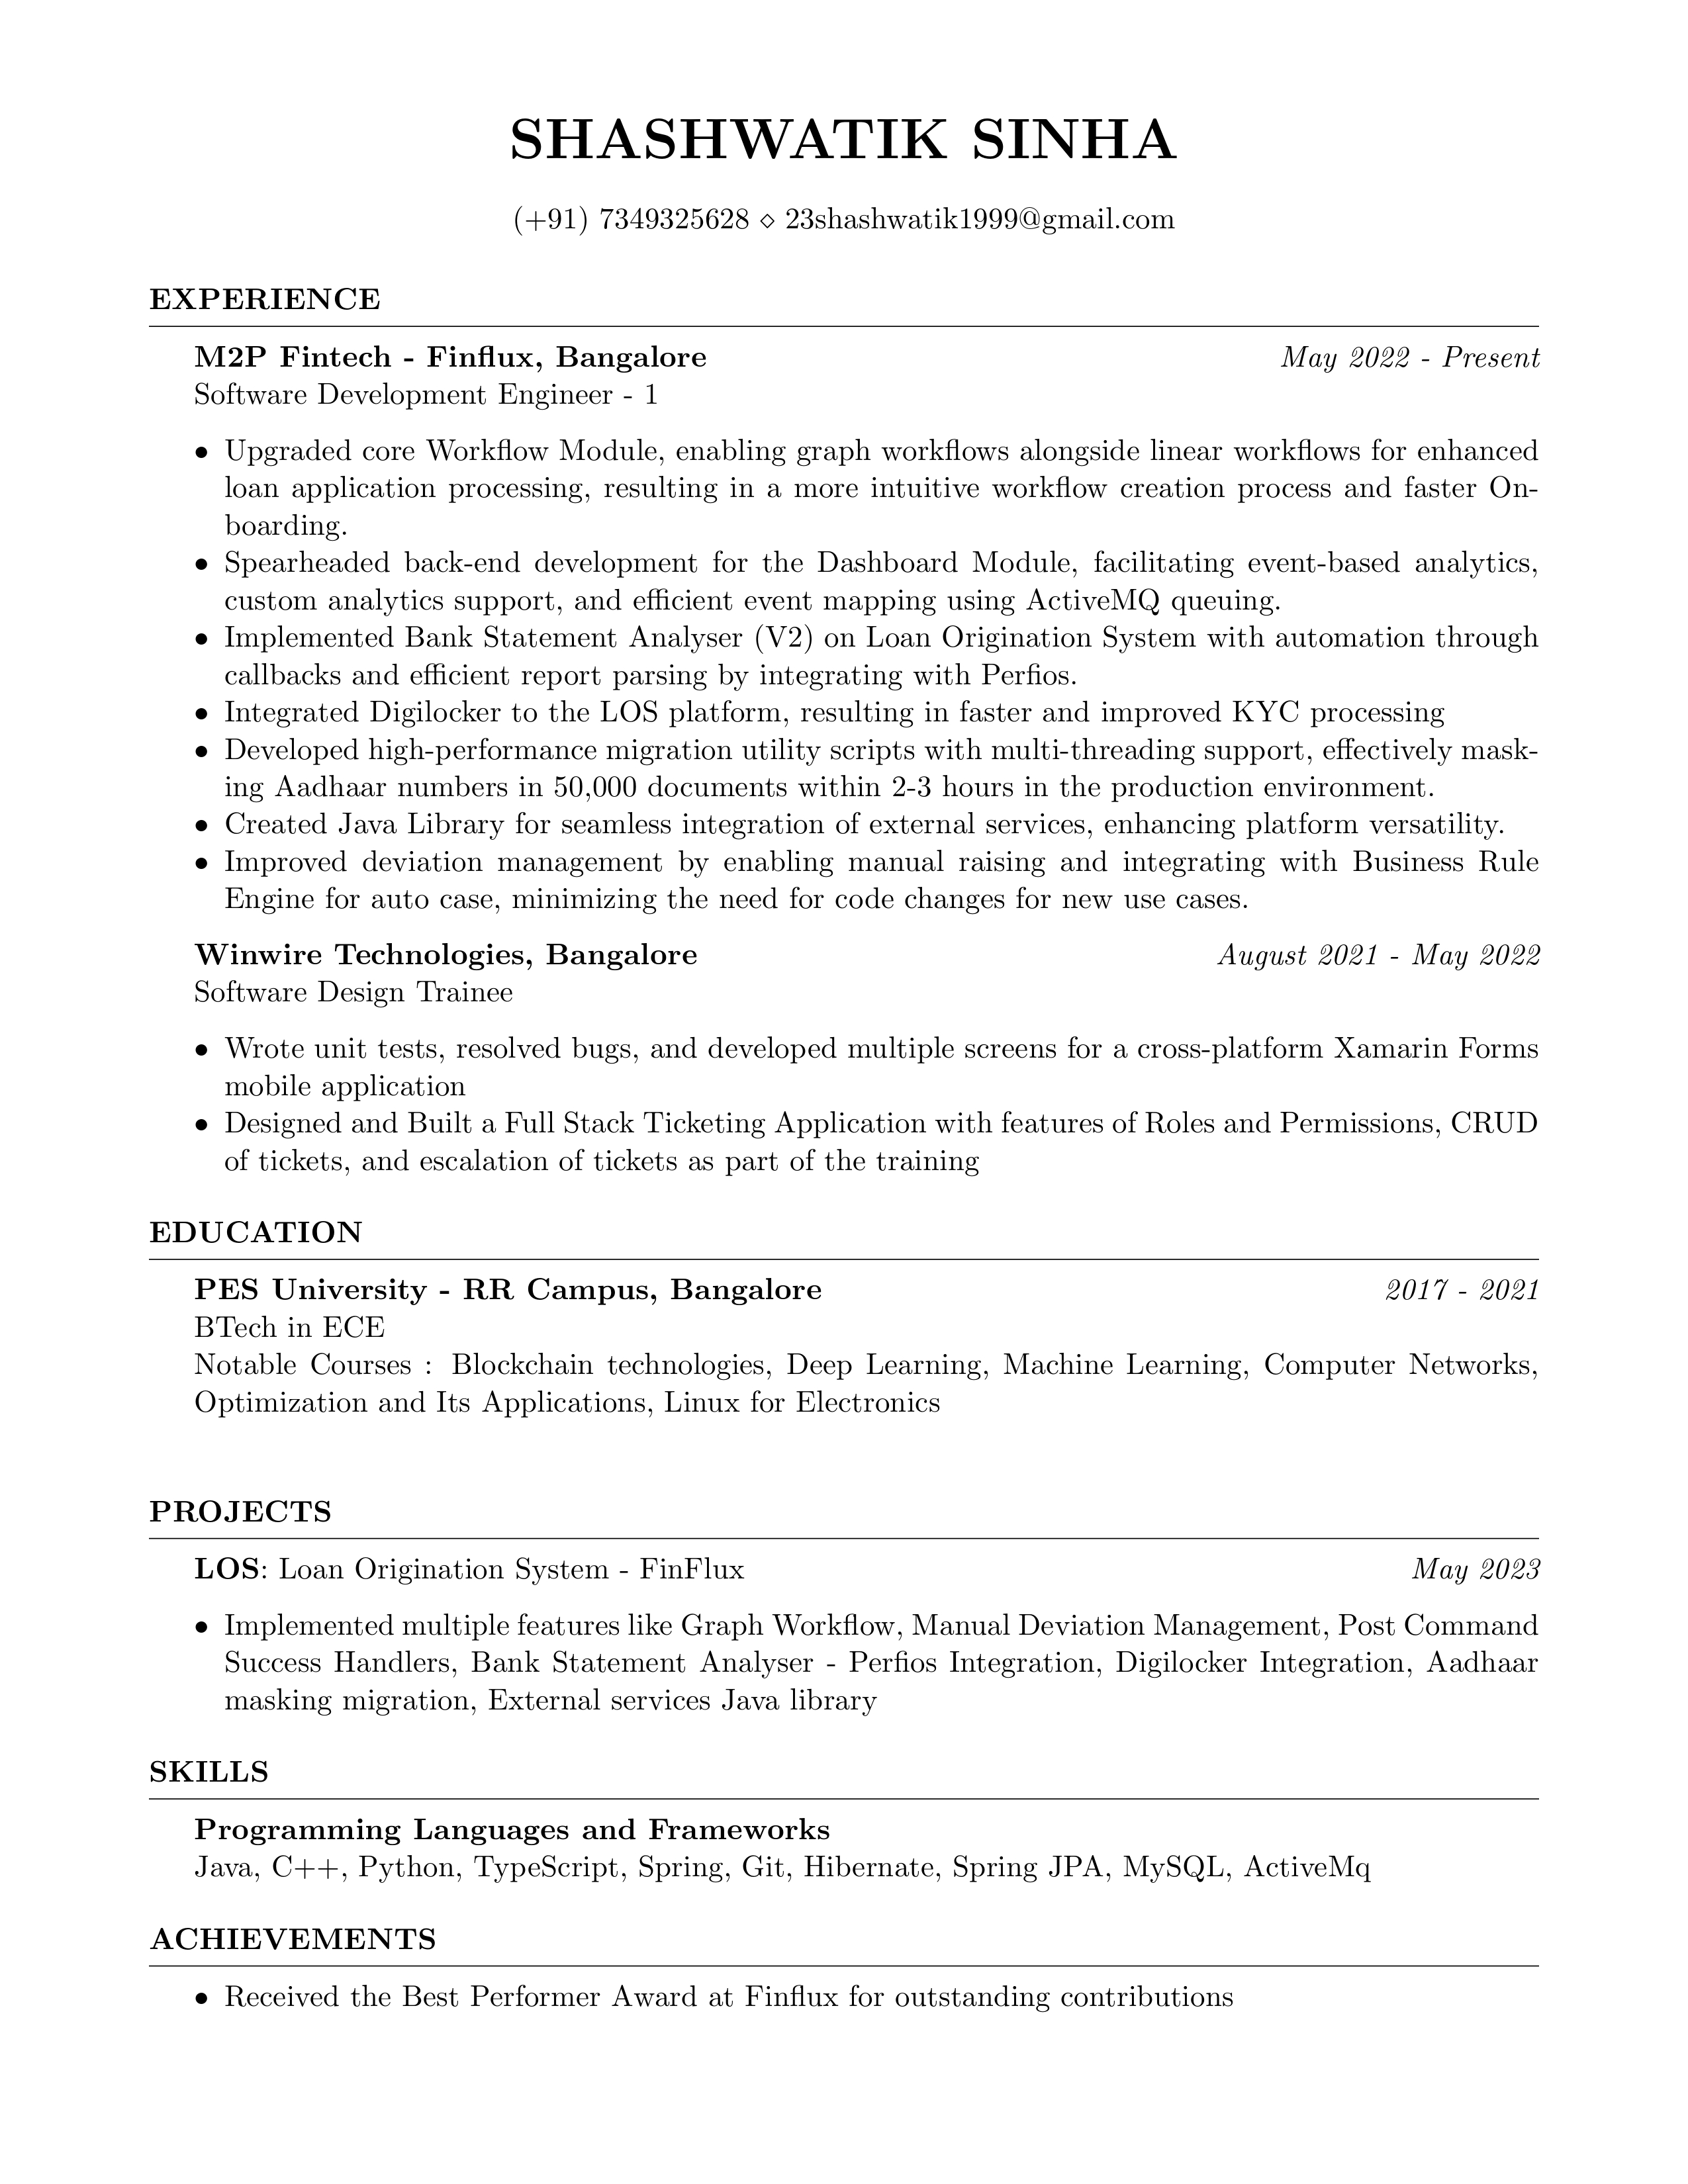 SHASHWATIK SINHA
(+91) 7349325628 ⋄ 23shashwatik1999@gmail.com
EXPERIENCE
M2P Fintech - Finflux, Bangalore May 2022 - Present
Software Development Engineer - 1
• Upgraded core Workflow Module, enabling graph workflows alongside linear workflows for enhanced
loan application processing, resulting in a more intuitive workflow creation process and faster On-
boarding.
• Spearheaded back-end development for the Dashboard Module, facilitating event-based analytics,
custom analytics support, and efficient event mapping using ActiveMQ queuing.
• Implemented Bank Statement Analyser (V2) on Loan Origination System with automation through
callbacks and efficient report parsing by integrating with Perfios.
• Integrated Digilocker to the LOS platform, resulting in faster and improved KYC processing
• Developed high-performance migration utility scripts with multi-threading support, effectively mask-
ing Aadhaar numbers in 50,000 documents within 2-3 hours in the production environment.
• Created Java Library for seamless integration of external services, enhancing platform versatility.
• Improved deviation management by enabling manual raising and integrating with Business Rule
Engine for auto case, minimizing the need for code changes for new use cases.
Winwire Technologies, Bangalore August 2021 - May 2022
Software Design Trainee
• Wrote unit tests, resolved bugs, and developed multiple screens for a cross-platform Xamarin Forms
mobile application
• Designed and Built a Full Stack Ticketing Application with features of Roles and Permissions, CRUD
of tickets, and escalation of tickets as part of the training
EDUCATION
PES University - RR Campus, Bangalore 2017 - 2021
BTech in ECE
Notable Courses : Blockchain technologies, Deep Learning, Machine Learning, Computer Networks,
Optimization and Its Applications, Linux for Electronics
PROJECTS
LOS: Loan Origination System - FinFlux May 2023
• Implemented multiple features like Graph Workflow, Manual Deviation Management, Post Command
Success Handlers, Bank Statement Analyser - Perfios Integration, Digilocker Integration, Aadhaar
masking migration, External services Java library
SKILLS
Programming Languages and Frameworks
Java, C++, Python, TypeScript, Spring, Git, Hibernate, Spring JPA, MySQL, ActiveMq
ACHIEVEMENTS
• Received the Best Performer Award at Finflux for outstanding contributions